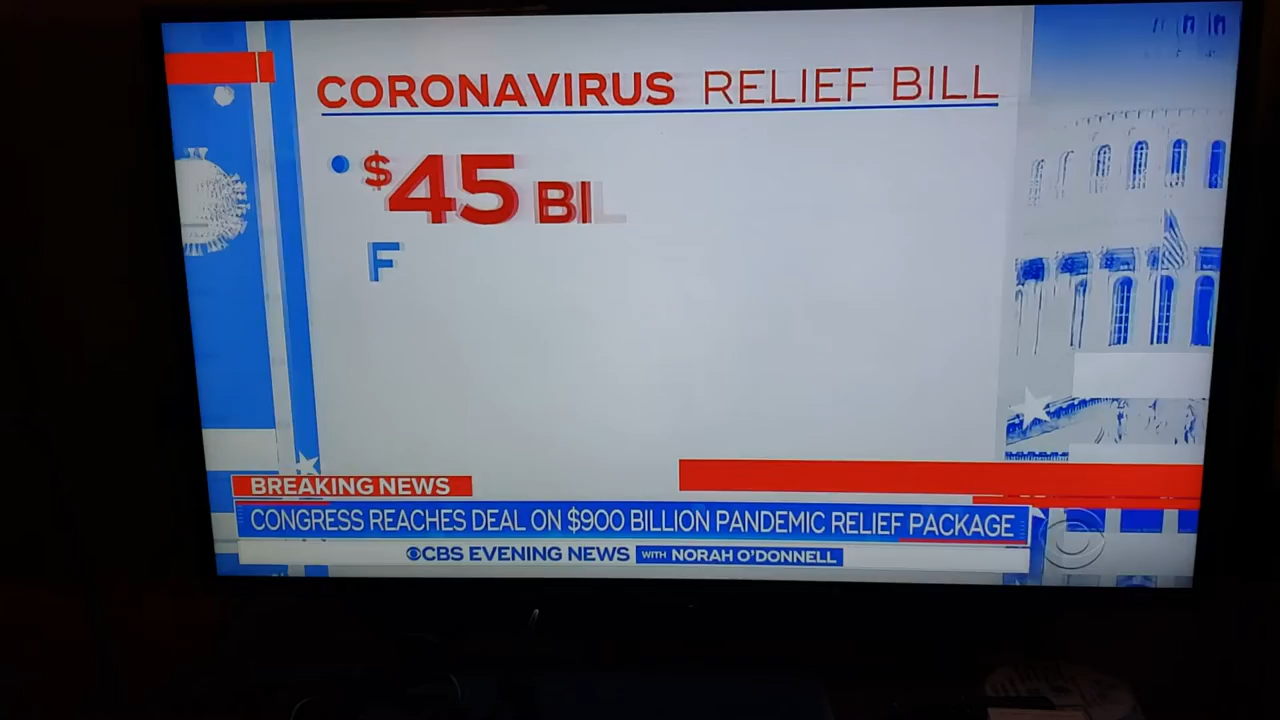 CORONAVIRUS RELIEF BILL
$45 BIL
F
BREAKING NEWS
CONGRESS REACHES DEAL ON $900 BILLION PANDEMIC RELIEF PACKAGE
CBS EVENING NEWS WITH NORAH O'DONNELL